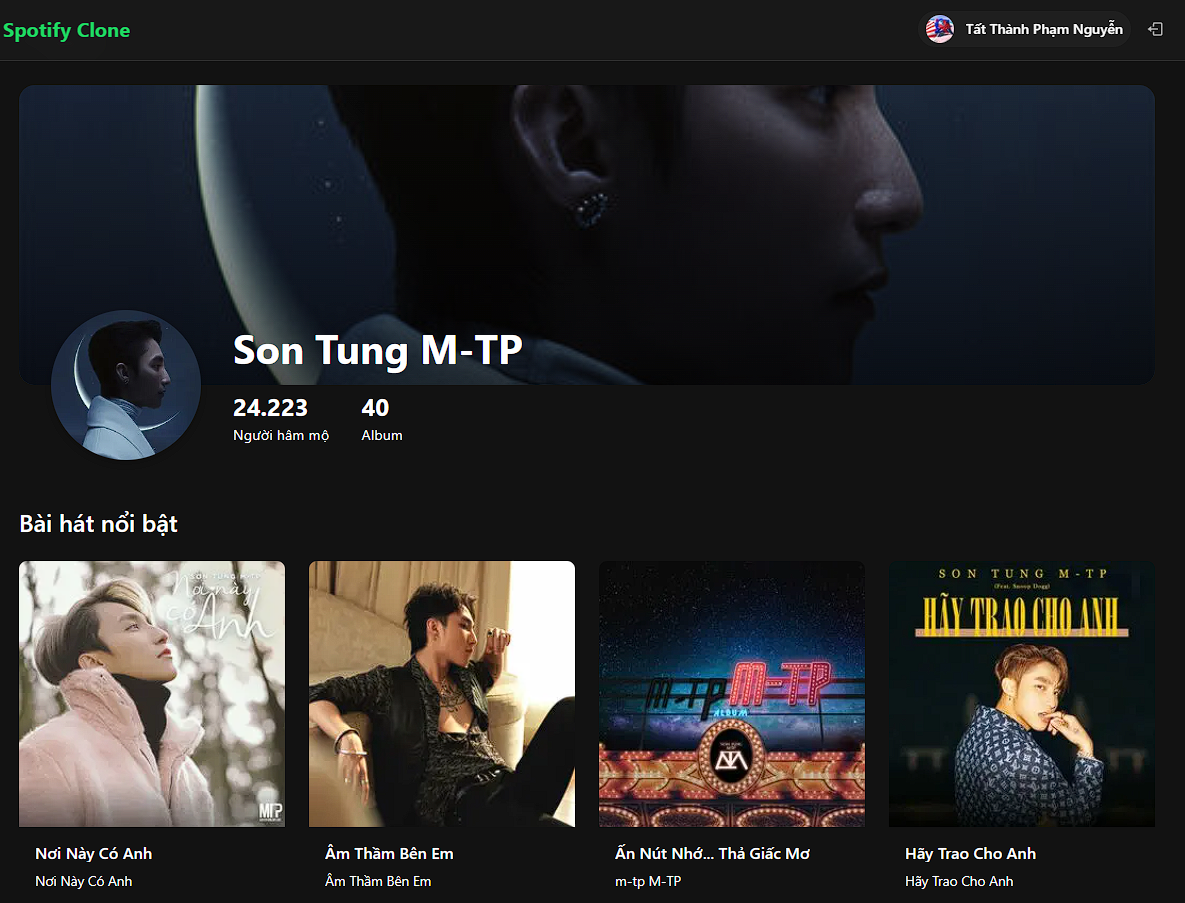 Spotify Clone
Tất Thành Phạm Nguyễn
Son Tung M-TP
24.223
40
Người hâm mộ
Album
Bài hát nổi bật
SON TUNG M-TP
Nơi này
có Anh
MTP
M-TP
M-TP
ALBUM
SON TUNG M-TP
(Feat. Snoop Dogg)
HÃY TRAO CHO ANH
Nơi Này Có Anh
Âm Thầm Bên Em
Ấn Nút Nhớ... Thả Giấc Mơ
Hãy Trao Cho Anh
Nơi Này Có Anh
Âm Thầm Bên Em
m-tp M-TP
Hãy Trao Cho Anh